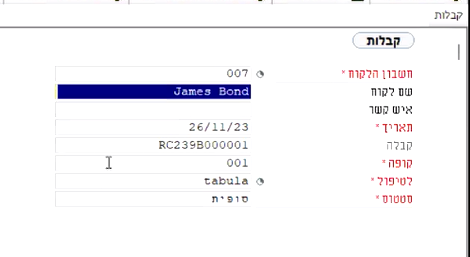 קבלות
קבלות
חשבון הלקוח * 007
שם לקוח James Bond
איש קשר
תאריך * 26/11/23
קבלה RC239B000001
קופה * 001
לטיפול * tabula
סטטוס * סופית